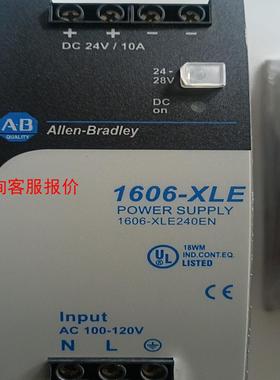 + + − −
DC 24V / 10A
24 -
28V
DC
on
AB
QUALITY
Allen-Bradley
询客服报价
1606-XLE
POWER SUPPLY
1606-XLE240EN
UL
18WM
IND.CONT.EQ.
LISTED
Input
AC 100-120V
N L